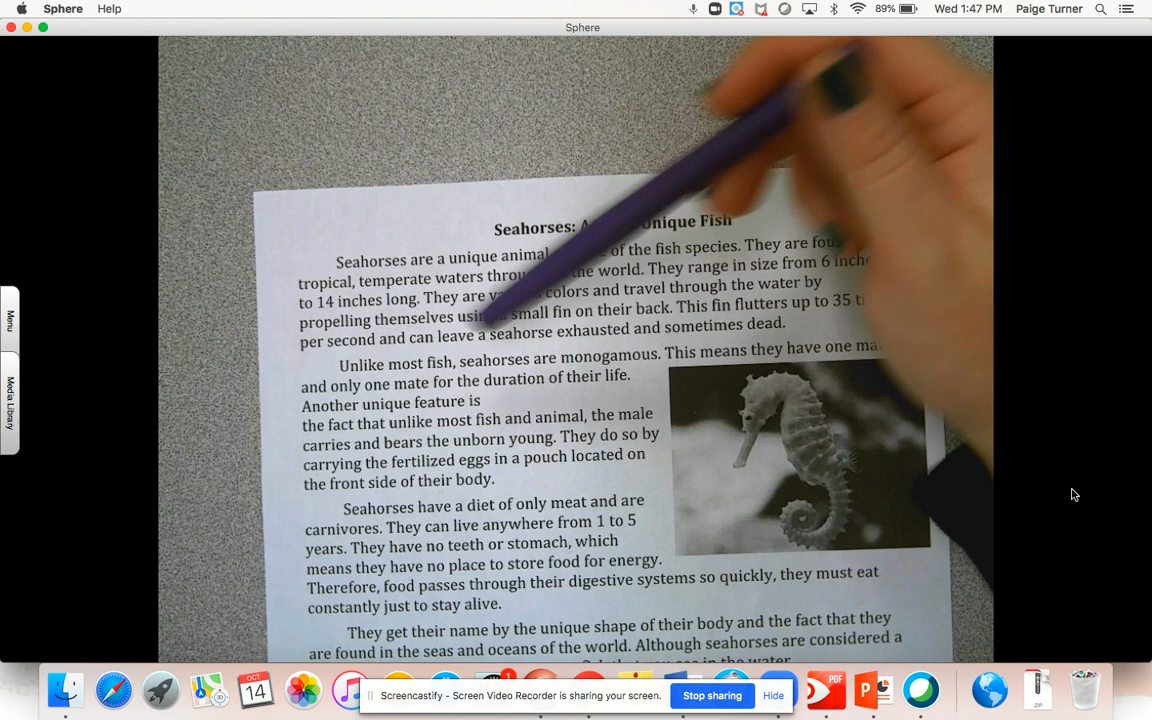 Sphere Help 89% Wed 1:47 PM Paige Turner
Sphere
Menu
Media Library
Seahorses: Unique Fish
Seahorses are a unique animal of the fish species. They are
tropical, temperate waters the world. They range in size from 6
to 14 inches long. They are colors and travel through the water by
propelling themselves using small fin on their back. This fin flutters up to 35
per second and can leave a seahorse exhausted and sometimes dead.
Unlike most fish, seahorses are monogamous. This means they have one
and only one mate for the duration of their life.
Another unique feature is
the fact that unlike most fish and animal, the male
carries and bears the unborn young. They do so by
carrying the fertilized eggs in a pouch located on
the front side of their body.
Seahorses have a diet of only meat and are
carnivores. They can live anywhere from 1 to 5
years. They have no teeth or stomach, which
means they have no place to store food for energy.
Therefore, food passes through their digestive systems so quickly, they must eat
constantly just to stay alive.
They get their name by the unique shape of their body and the fact that they
are found in the seas and oceans of the world. Although seahorses are considered a
in the water
OCT
14
1
PDF
P
ZIP
Screencastify - Screen Video Recorder is sharing your screen. Stop sharing Hide